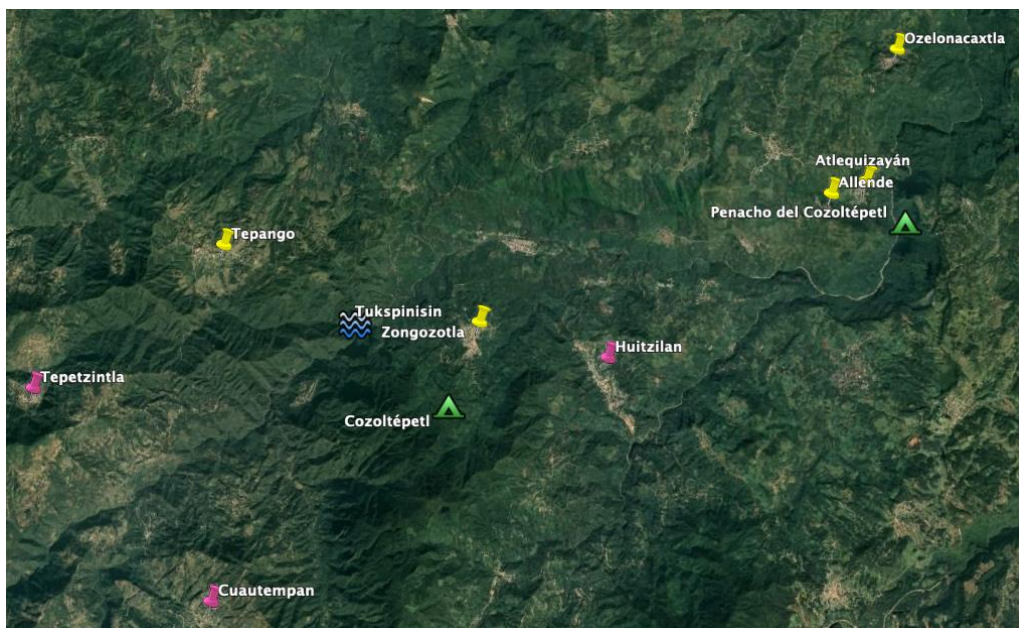 Ozelonacaxtla
Atlequizayán
Allende
Penacho del Cozoltépetl
Tepango
Tukspinisin
Zongozotla
Huitzilan
Tepetzintla
Cozoltépetl
Cuautempan